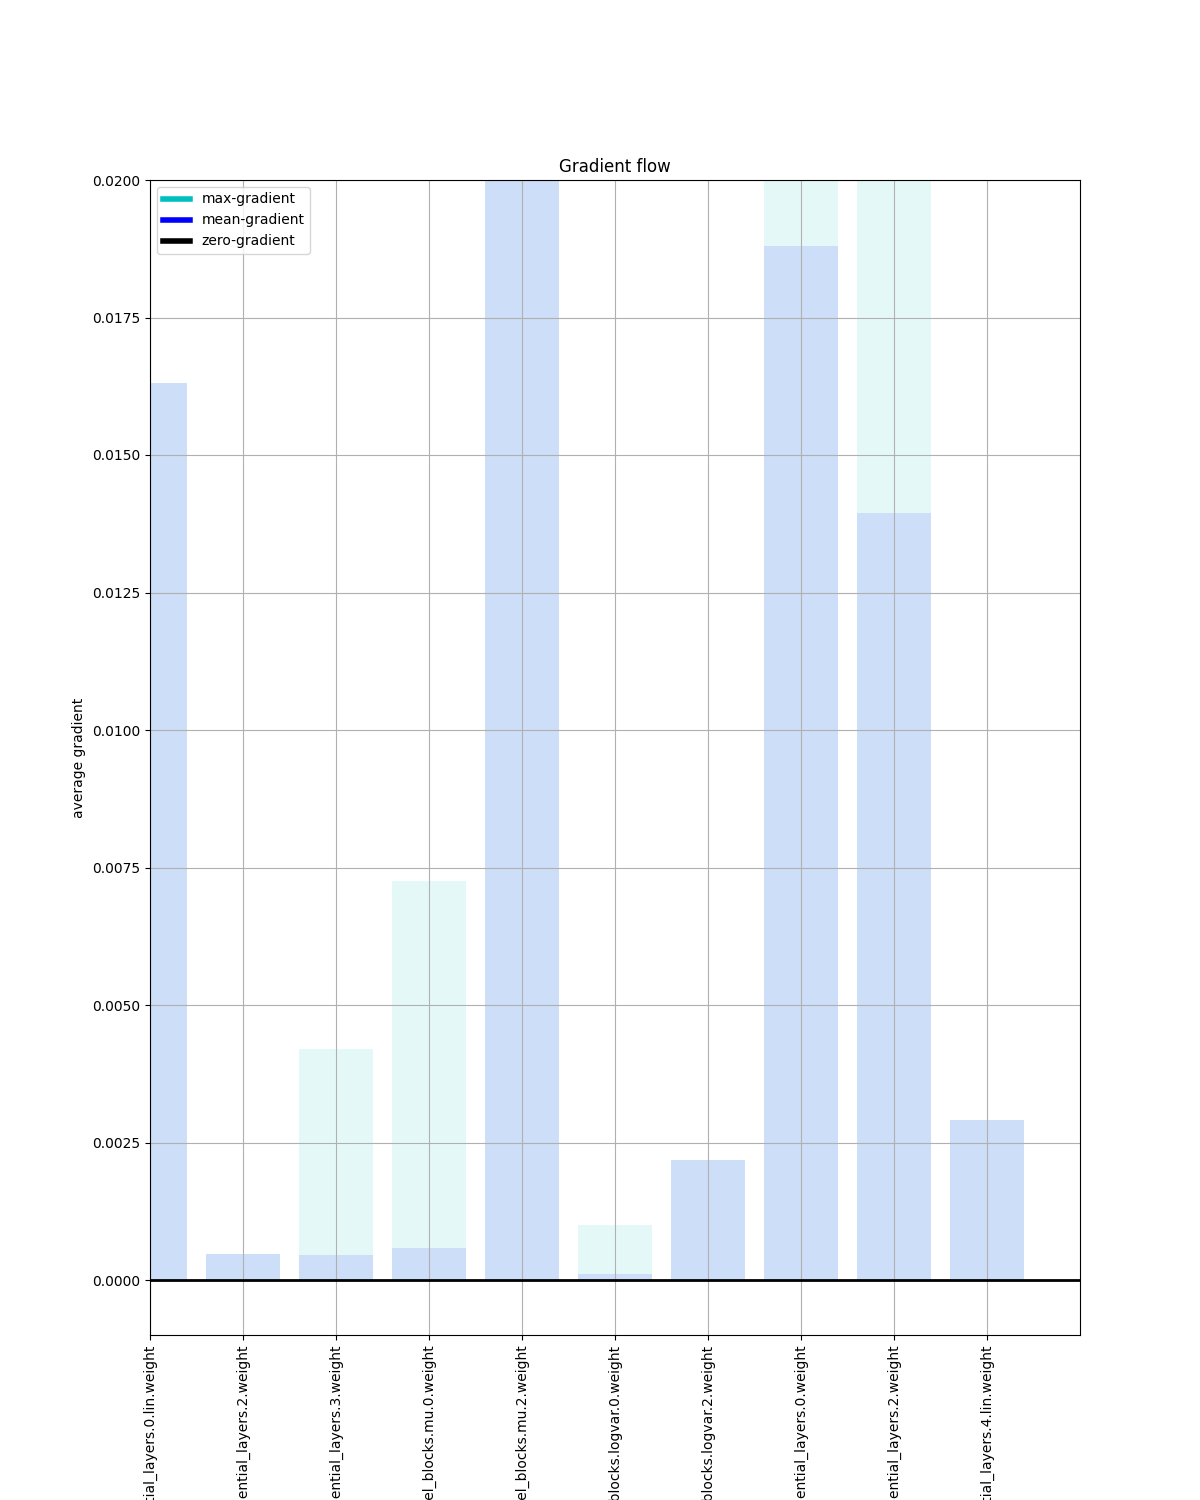 Gradient flow
max-gradient
mean-gradient
zero-gradient
average gradient
0.0200
0.0175
0.0150
0.0125
0.0100
0.0075
0.0050
0.0025
0.0000
tial_layers.0.lin.weight
ential_layers.2.weight
ential_layers.3.weight
el_blocks.mu.0.weight
el_blocks.mu.2.weight
blocks.logvar.0.weight
blocks.logvar.2.weight
ential_layers.0.weight
ential_layers.2.weight
tial_layers.4.lin.weight